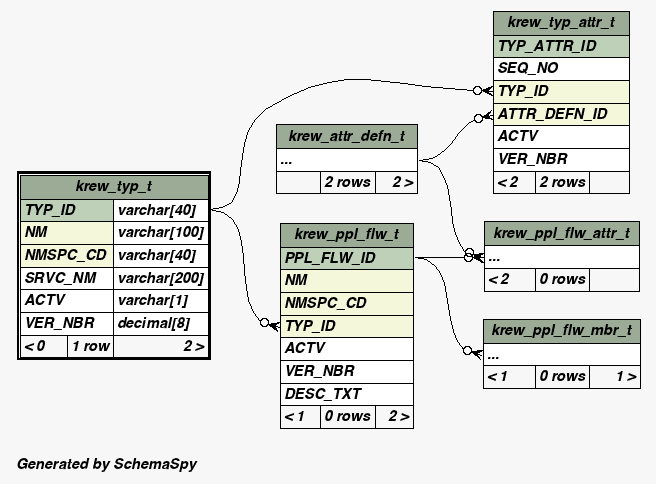 krew_typ_attr_t
TYP_ATTR_ID
SEQ_NO
TYP_ID
ATTR_DEFN_ID
ACTV
VER_NBR
< 2 2 rows
krew_attr_defn_t
...
2 rows 2 >
krew_typ_t
TYP_ID varchar[40]
NM varchar[100]
NMSPC_CD varchar[40]
SRVC_NM varchar[200]
ACTV varchar[1]
VER_NBR decimal[8]
< 0 1 row 2 >
krew_ppl_flw_t
PPL_FLW_ID
NM
NMSPC_CD
TYP_ID
ACTV
VER_NBR
DESC_TXT
< 1 0 rows 2 >
krew_ppl_flw_attr_t
...
< 2 0 rows
krew_ppl_flw_mbr_t
...
< 1 0 rows 1 >
Generated by SchemaSpy